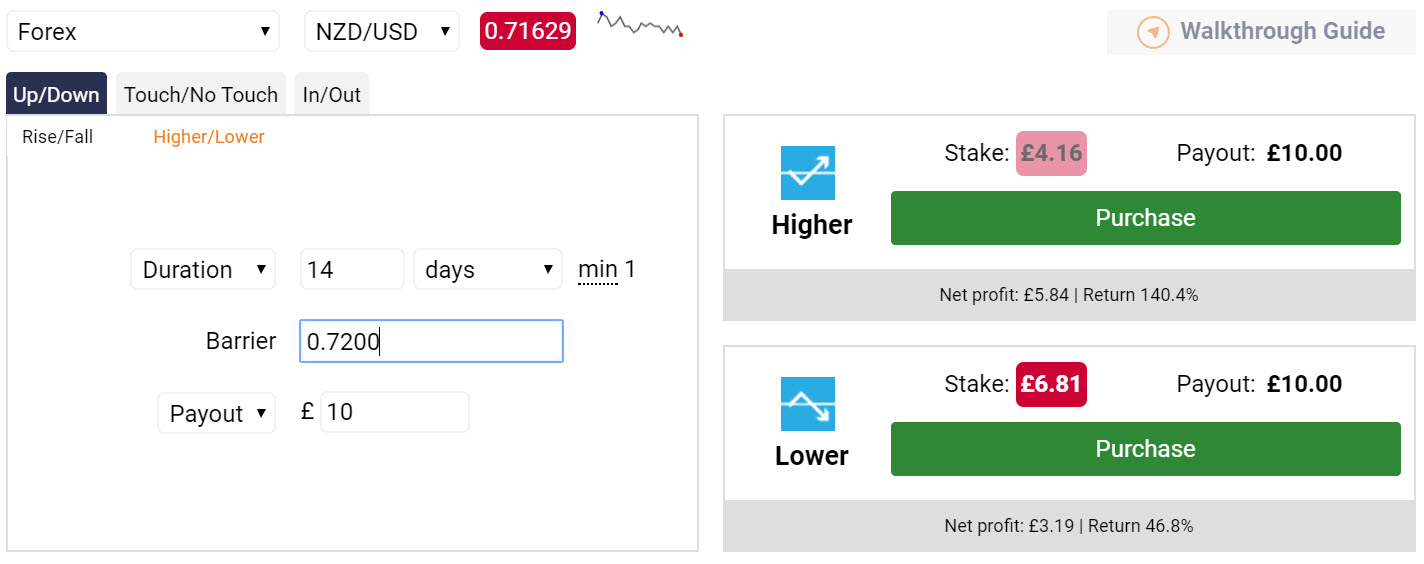 Forex NZD/USD 0.71629 Walkthrough Guide
Up/Down Touch/No Touch In/Out
Rise/Fall Higher/Lower
Duration 14 days min 1
Barrier 0.7200
Payout £ 10
Stake: £4.16 Payout: £10.00
Higher Purchase
Net profit: £5.84 | Return 140.4%
Stake: £6.81 Payout: £10.00
Lower Purchase
Net profit: £3.19 | Return 46.8%